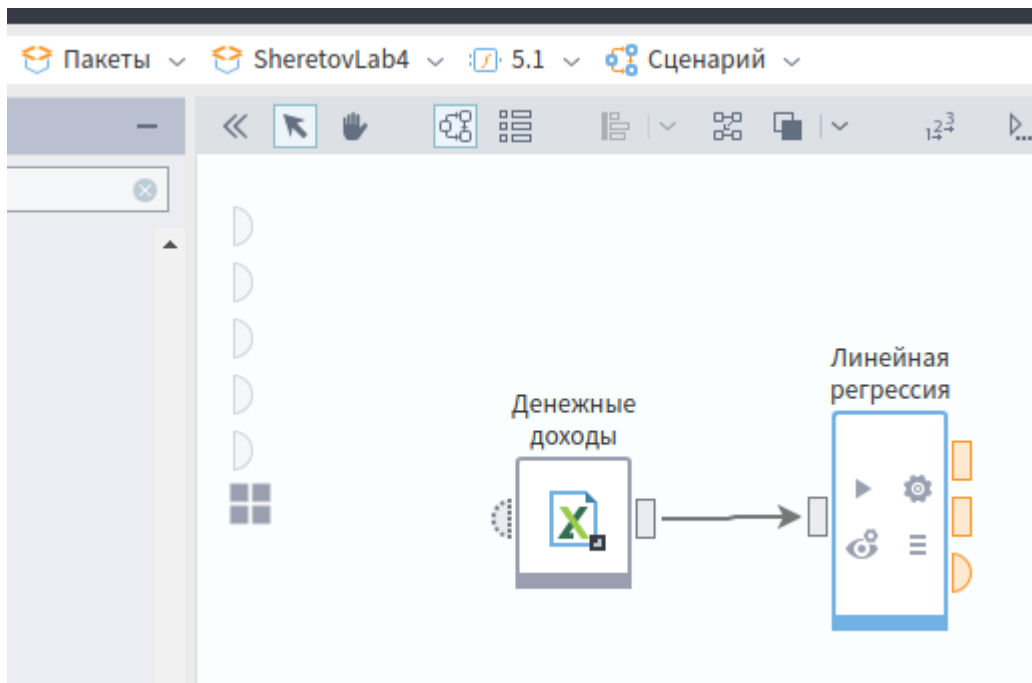 Пакеты SheretovLab4 5.1 Сценарий
Линейная
регрессия
Денежные
доходы